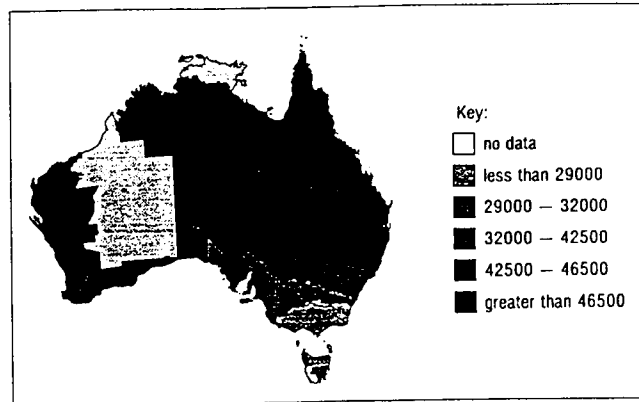 Key:
no data
less than 29000
29000 — 32000
32000 — 42500
42500 — 46500
greater than 46500